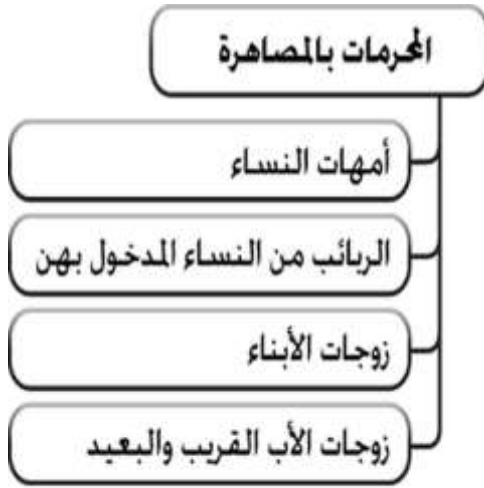 المحرمات بالمصاهرة
أمهات النساء
الربائب من النساء المدخول بهن
زوجات الأبناء
زوجات الأب القريب والبعيد